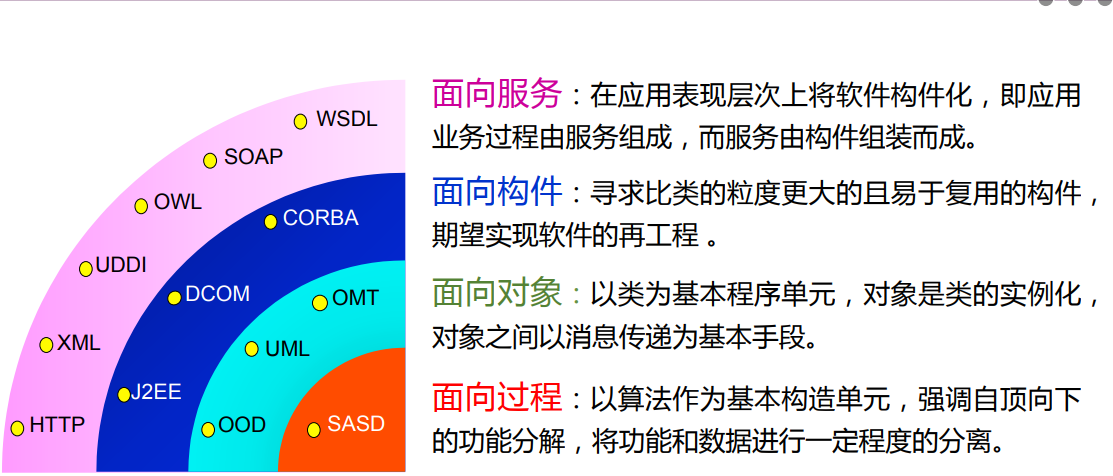 WSDL
SOAP
OWL
UDDI
XML
HTTP
CORBA
DCOM
J2EE
OMT
UML
OOD
SASD
面向服务：在应用表现层次上将软件构件化，即应用
业务过程由服务组成，而服务由构件组装而成。
面向构件：寻求比类的粒度更大的且易于复用的构件，
期望实现软件的再工程 。
面向对象：以类为基本程序单元，对象是类的实例化，
对象之间以消息传递为基本手段。
面向过程：以算法作为基本构造单元，强调自顶向下
的功能分解，将功能和数据进行一定程度的分离。